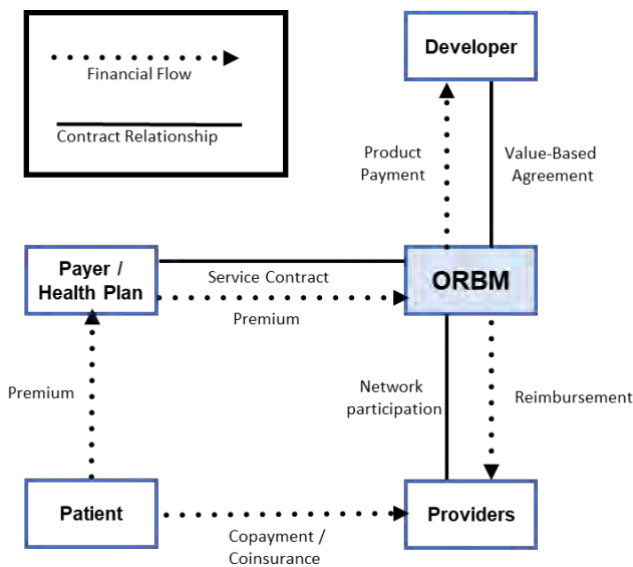 Financial Flow
Contract Relationship
Developer
Product
Payment
Value-Based
Agreement
Payer /
Health Plan
Service Contract
Premium
ORBM
Premium
Network
participation
Reimbursement
Patient
Copayment /
Coinsurance
Providers